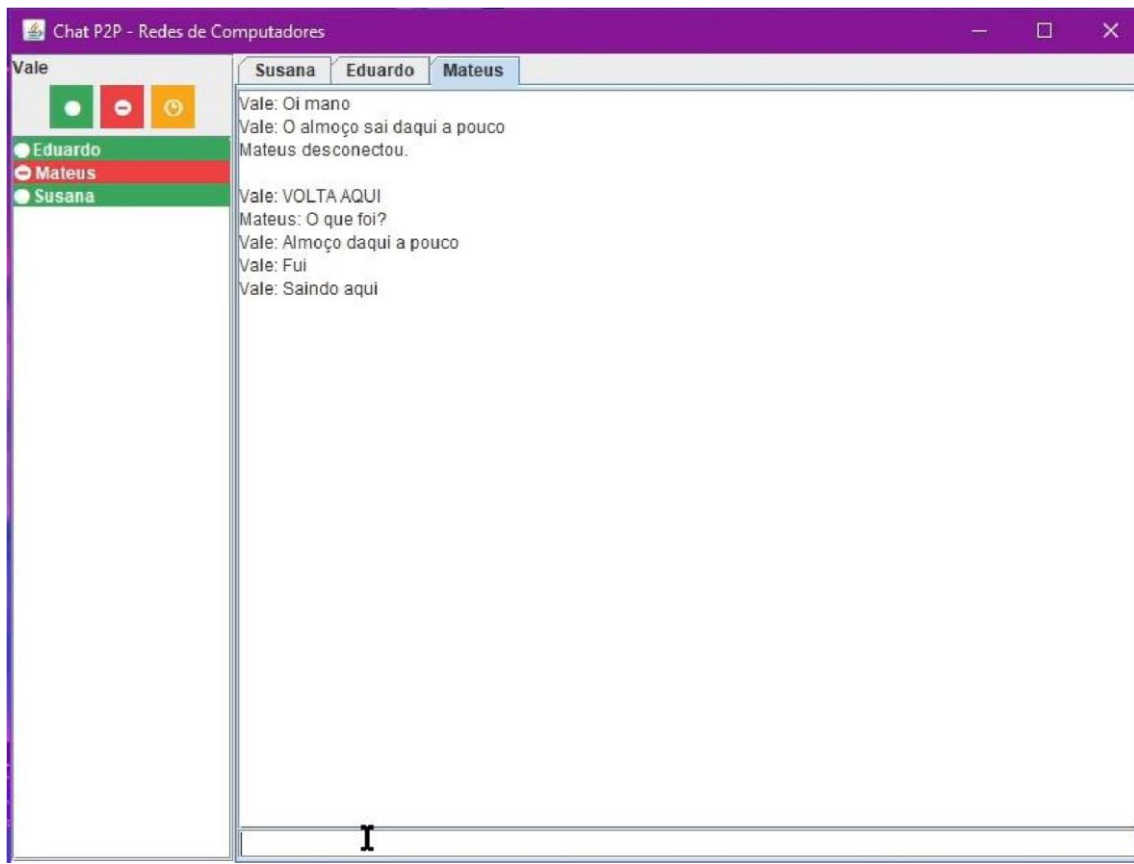 Chat P2P - Redes de Computadores
Vale
Eduardo
Mateus
Susana
Susana Eduardo Mateus
Vale: Oi mano
Vale: O almoço sai daqui a pouco
Mateus desconectou.
Vale: VOLTA AQUI
Mateus: O que foi?
Vale: Almoço daqui a pouco
Vale: Fui
Vale: Saindo aqui